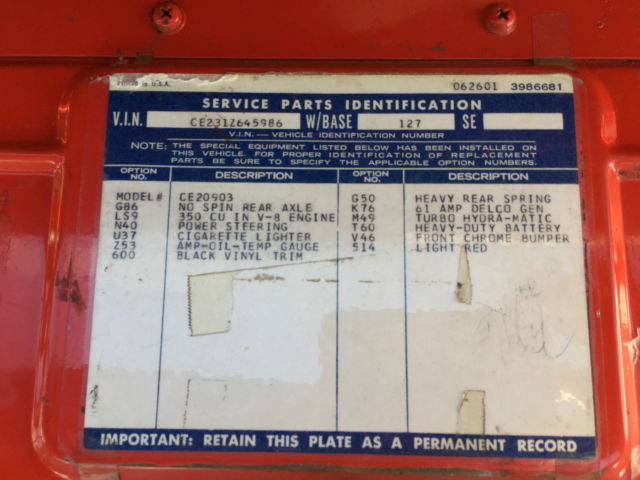 Printed in U.S.A. 062601 3986681
SERVICE PARTS IDENTIFICATION
V.I.N. CE231Z645986 W/BASE 127 SE
V.I.N. — VEHICLE IDENTIFICATION NUMBER
NOTE: THE SPECIAL EQUIPMENT LISTED BELOW HAS BEEN INSTALLED ON
THIS VEHICLE. FOR PROPER IDENTIFICATION OF REPLACEMENT
PARTS BE SURE TO SPECIFY THE APPLICABLE OPTION NUMBERS.
OPTION NO. DESCRIPTION OPTION NO. DESCRIPTION
MODEL# CE20903 G50 HEAVY REAR SPRING
G86 NO SPIN REAR AXLE K76 61 AMP DELCO GEN
LS9 350 CU IN V-8 ENGINE M49 TURBO HYDRA-MATIC
N40 POWER STEERING T60 HEAVY-DUTY BATTERY
U37 CIGARETTE LIGHTER V46 FRONT CHROME BUMPER
Z53 AMP-OIL-TEMP GAUGE 514 LIGHT RED
600 BLACK VINYL TRIM
IMPORTANT: RETAIN THIS PLATE AS A PERMANENT RECORD